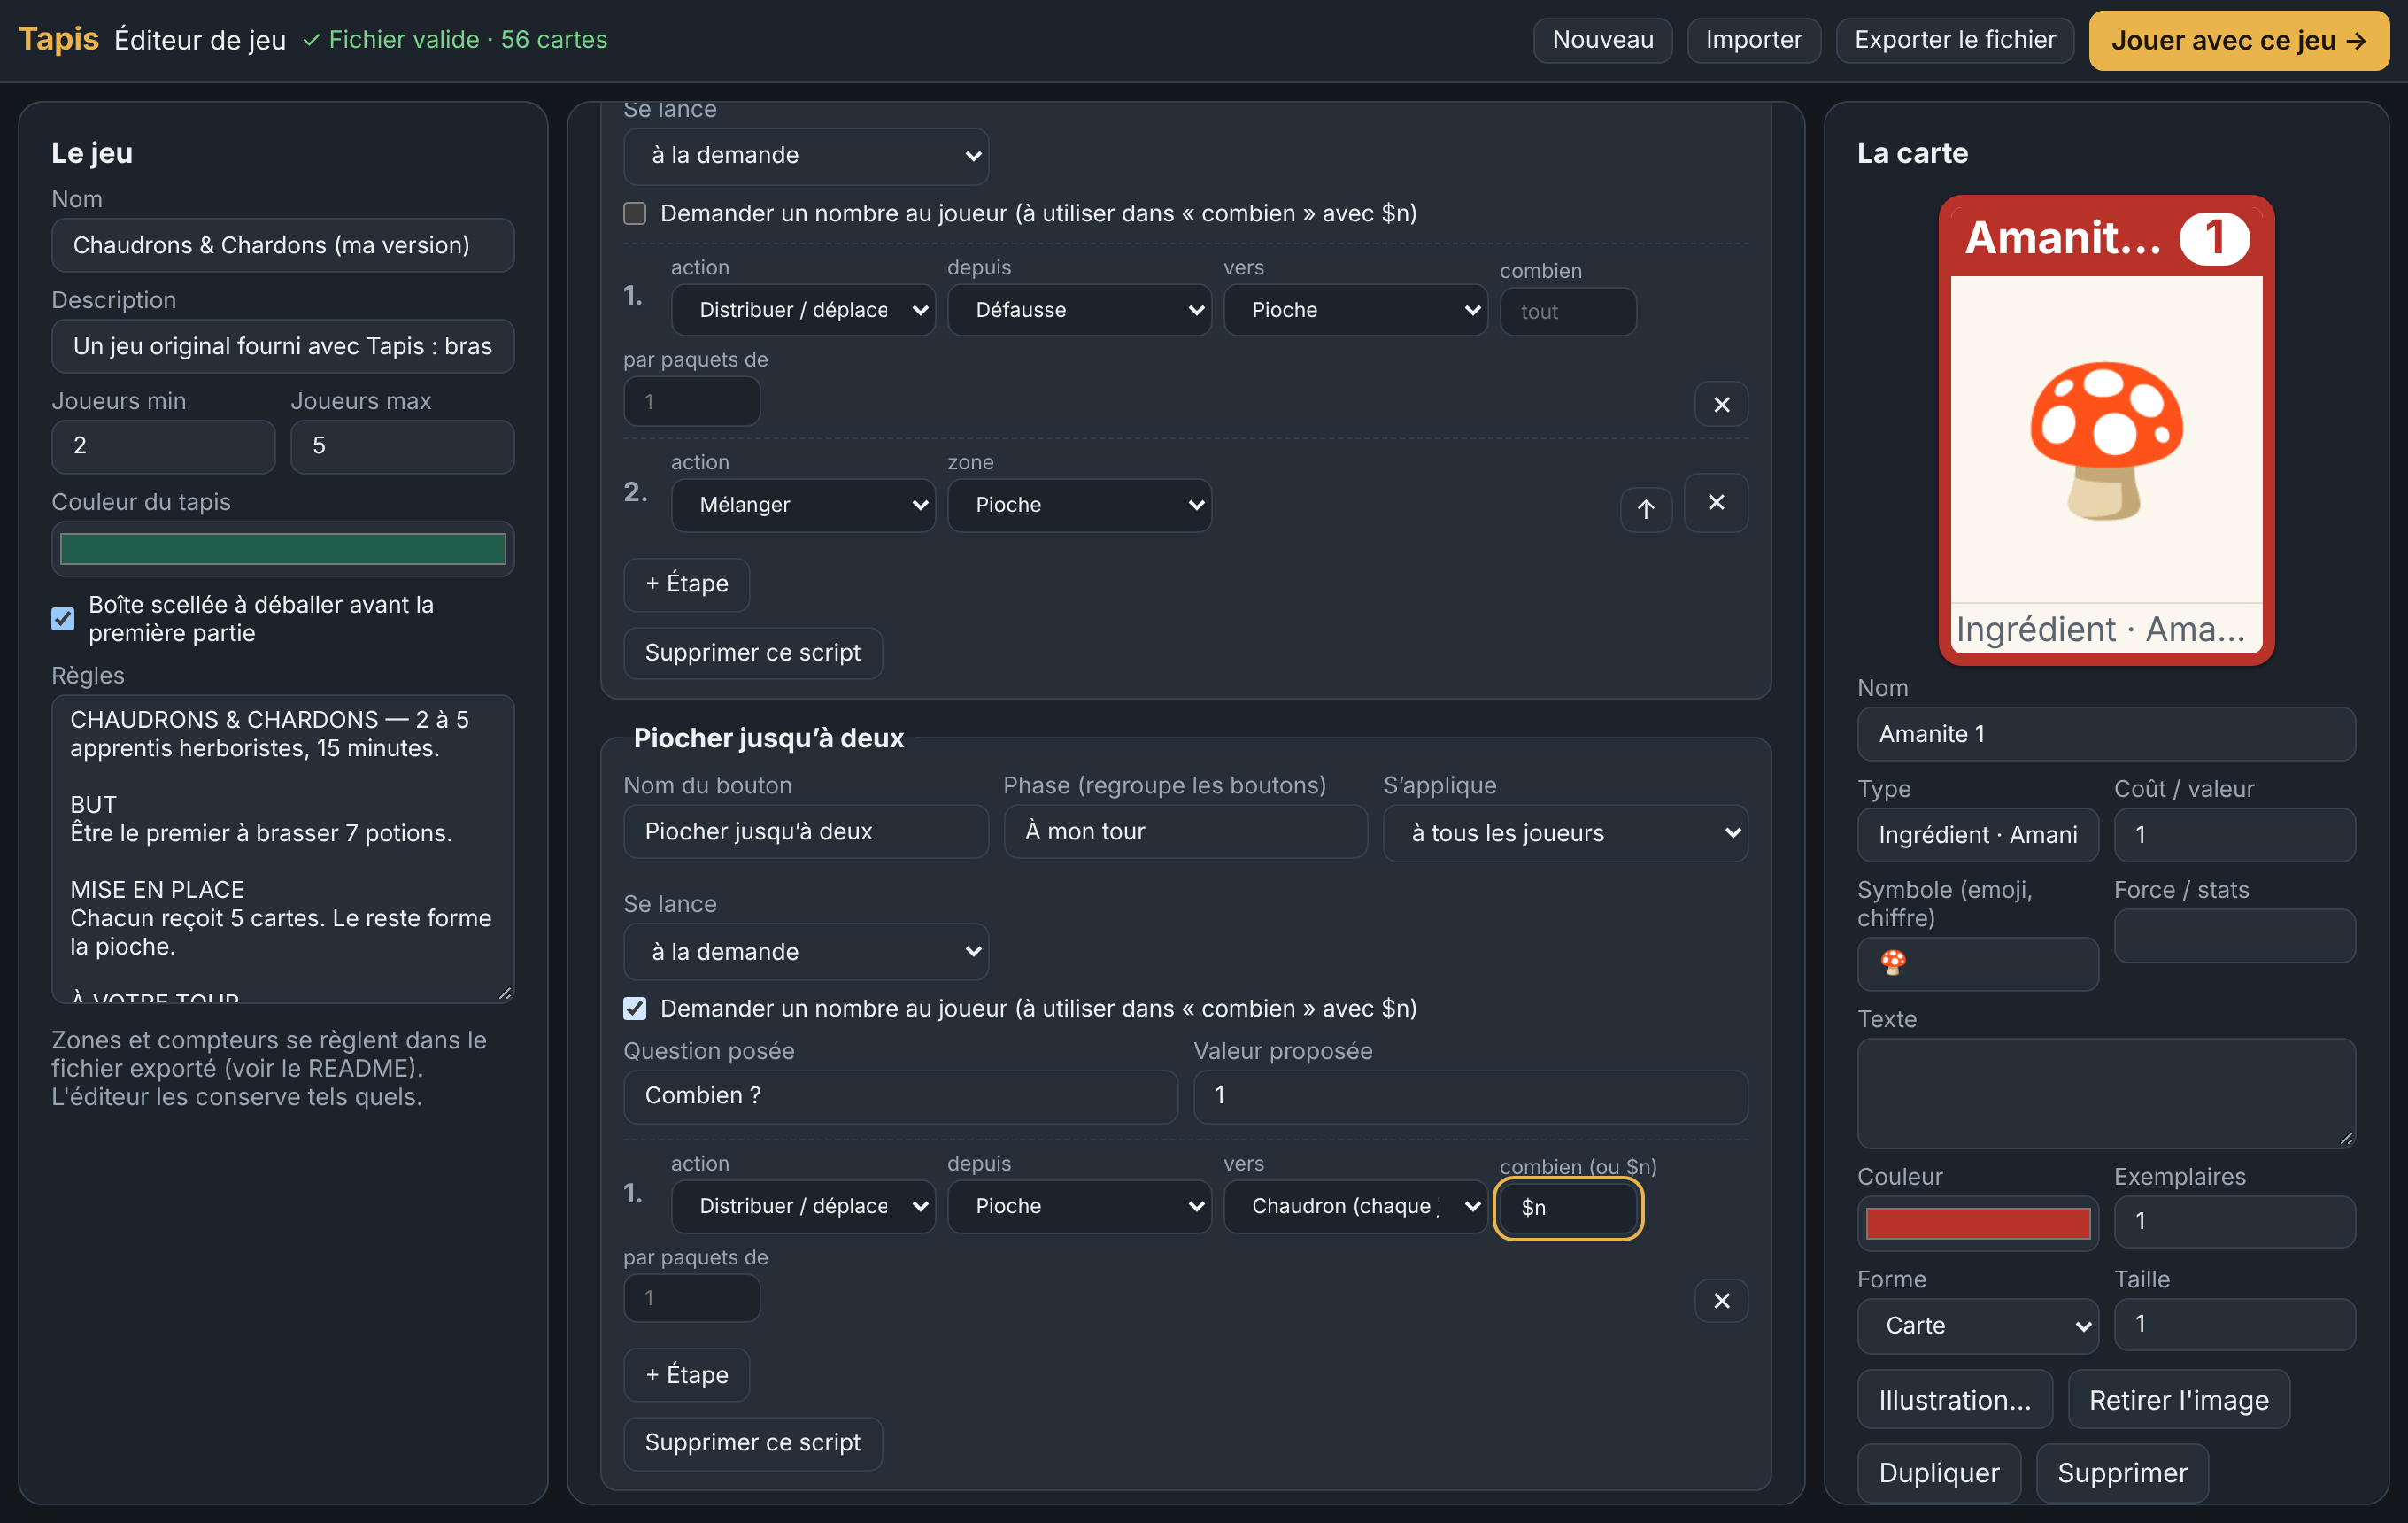 Tapis Éditeur de jeu ✓ Fichier valide · 56 cartes
Nouveau
Importer
Exporter le fichier
Jouer avec ce jeu →
Le jeu
Nom
Chaudrons & Chardons (ma version)
Description
Un jeu original fourni avec Tapis : bras
Joueurs min
Joueurs max
2
5
Couleur du tapis
Boîte scellée à déballer avant la
première partie
Règles
CHAUDRONS & CHARDONS — 2 à 5
apprentis herboristes, 15 minutes.
BUT
Être le premier à brasser 7 potions.
MISE EN PLACE
Chacun reçoit 5 cartes. Le reste forme
la pioche.
À VOTRE TOUR
Zones et compteurs se règlent dans le
fichier exporté (voir le README).
L'éditeur les conserve tels quels.
Se lance
à la demande
Demander un nombre au joueur (à utiliser dans « combien » avec $n)
action
depuis
vers
combien
1.
Distribuer / déplace
Défausse
Pioche
tout
par paquets de
1
✕
action
zone
2.
Mélanger
Pioche
↑
✕
+ Étape
Supprimer ce script
Piocher jusqu’à deux
Nom du bouton
Phase (regroupe les boutons)
S’applique
Piocher jusqu’à deux
À mon tour
à tous les joueurs
Se lance
à la demande
Demander un nombre au joueur (à utiliser dans « combien » avec $n)
Question posée
Valeur proposée
Combien ?
1
action
depuis
vers
combien (ou $n)
1.
Distribuer / déplace
Pioche
Chaudron (chaque j
$n
par paquets de
1
✕
+ Étape
Supprimer ce script
La carte
Amanit... 1
Ingrédient · Ama...
Nom
Amanite 1
Type
Coût / valeur
Ingrédient · Amani
1
Symbole (emoji,
chiffre)
Force / stats
🍄
Texte
Couleur
Exemplaires
1
Forme
Taille
Carte
1
Illustration...
Retirer l'image
Dupliquer
Supprimer